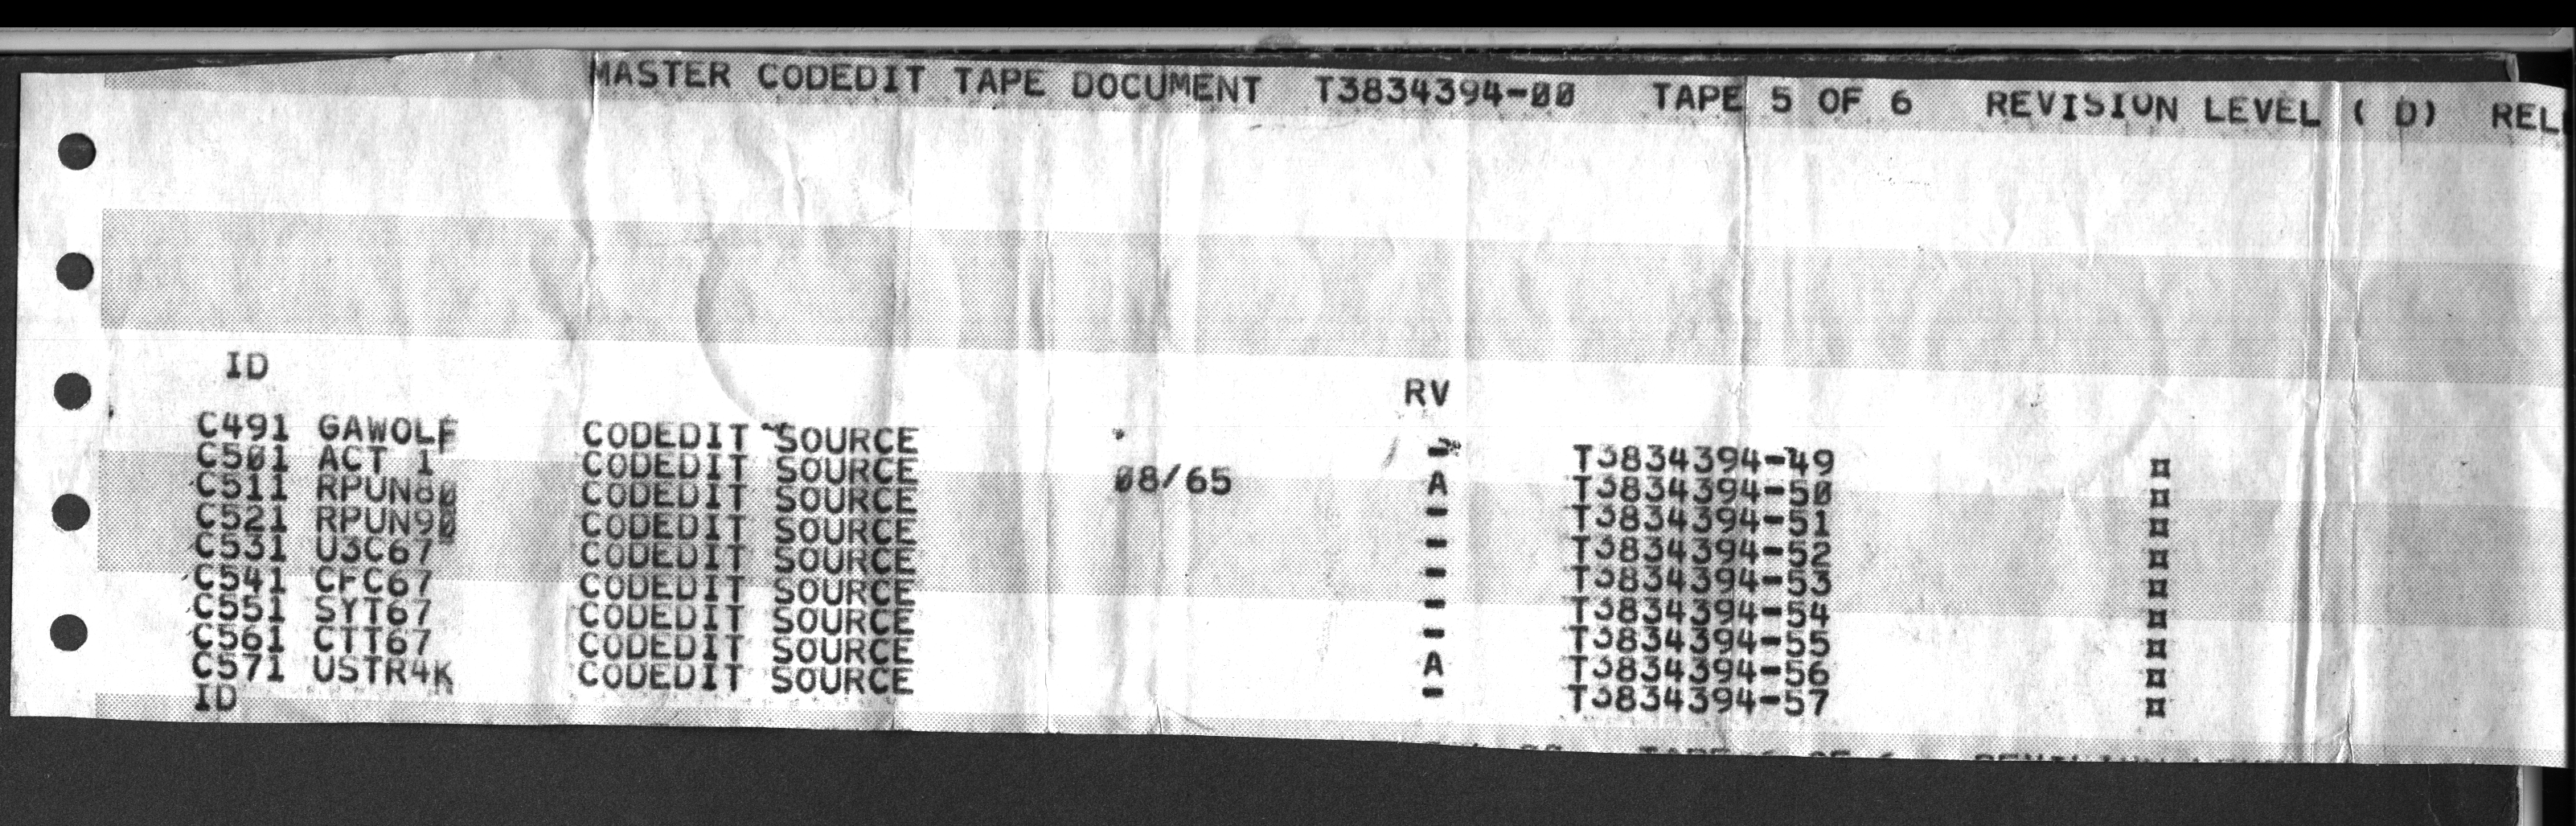 MASTER CODEDIT TAPE DOCUMENT T3834394-00 TAPE 5 OF 6 REVISION LEVEL ( D) REL
ID RV
C491 GAWOLF CODEDIT SOURCE - T3834394-49 ¤
C501 ACT 1 CODEDIT SOURCE 08/65 A T3834394-50 ¤
C511 RPUN80 CODEDIT SOURCE - T3834394-51 ¤
C521 RPUN90 CODEDIT SOURCE - T3834394-52 ¤
C531 U3C67 CODEDIT SOURCE - T3834394-53 ¤
C541 CFC67 CODEDIT SOURCE - T3834394-54 ¤
C551 SYT67 CODEDIT SOURCE - T3834394-55 ¤
C561 CTT67 CODEDIT SOURCE A T3834394-56 ¤
C571 USTR4K CODEDIT SOURCE - T3834394-57 ¤
ID